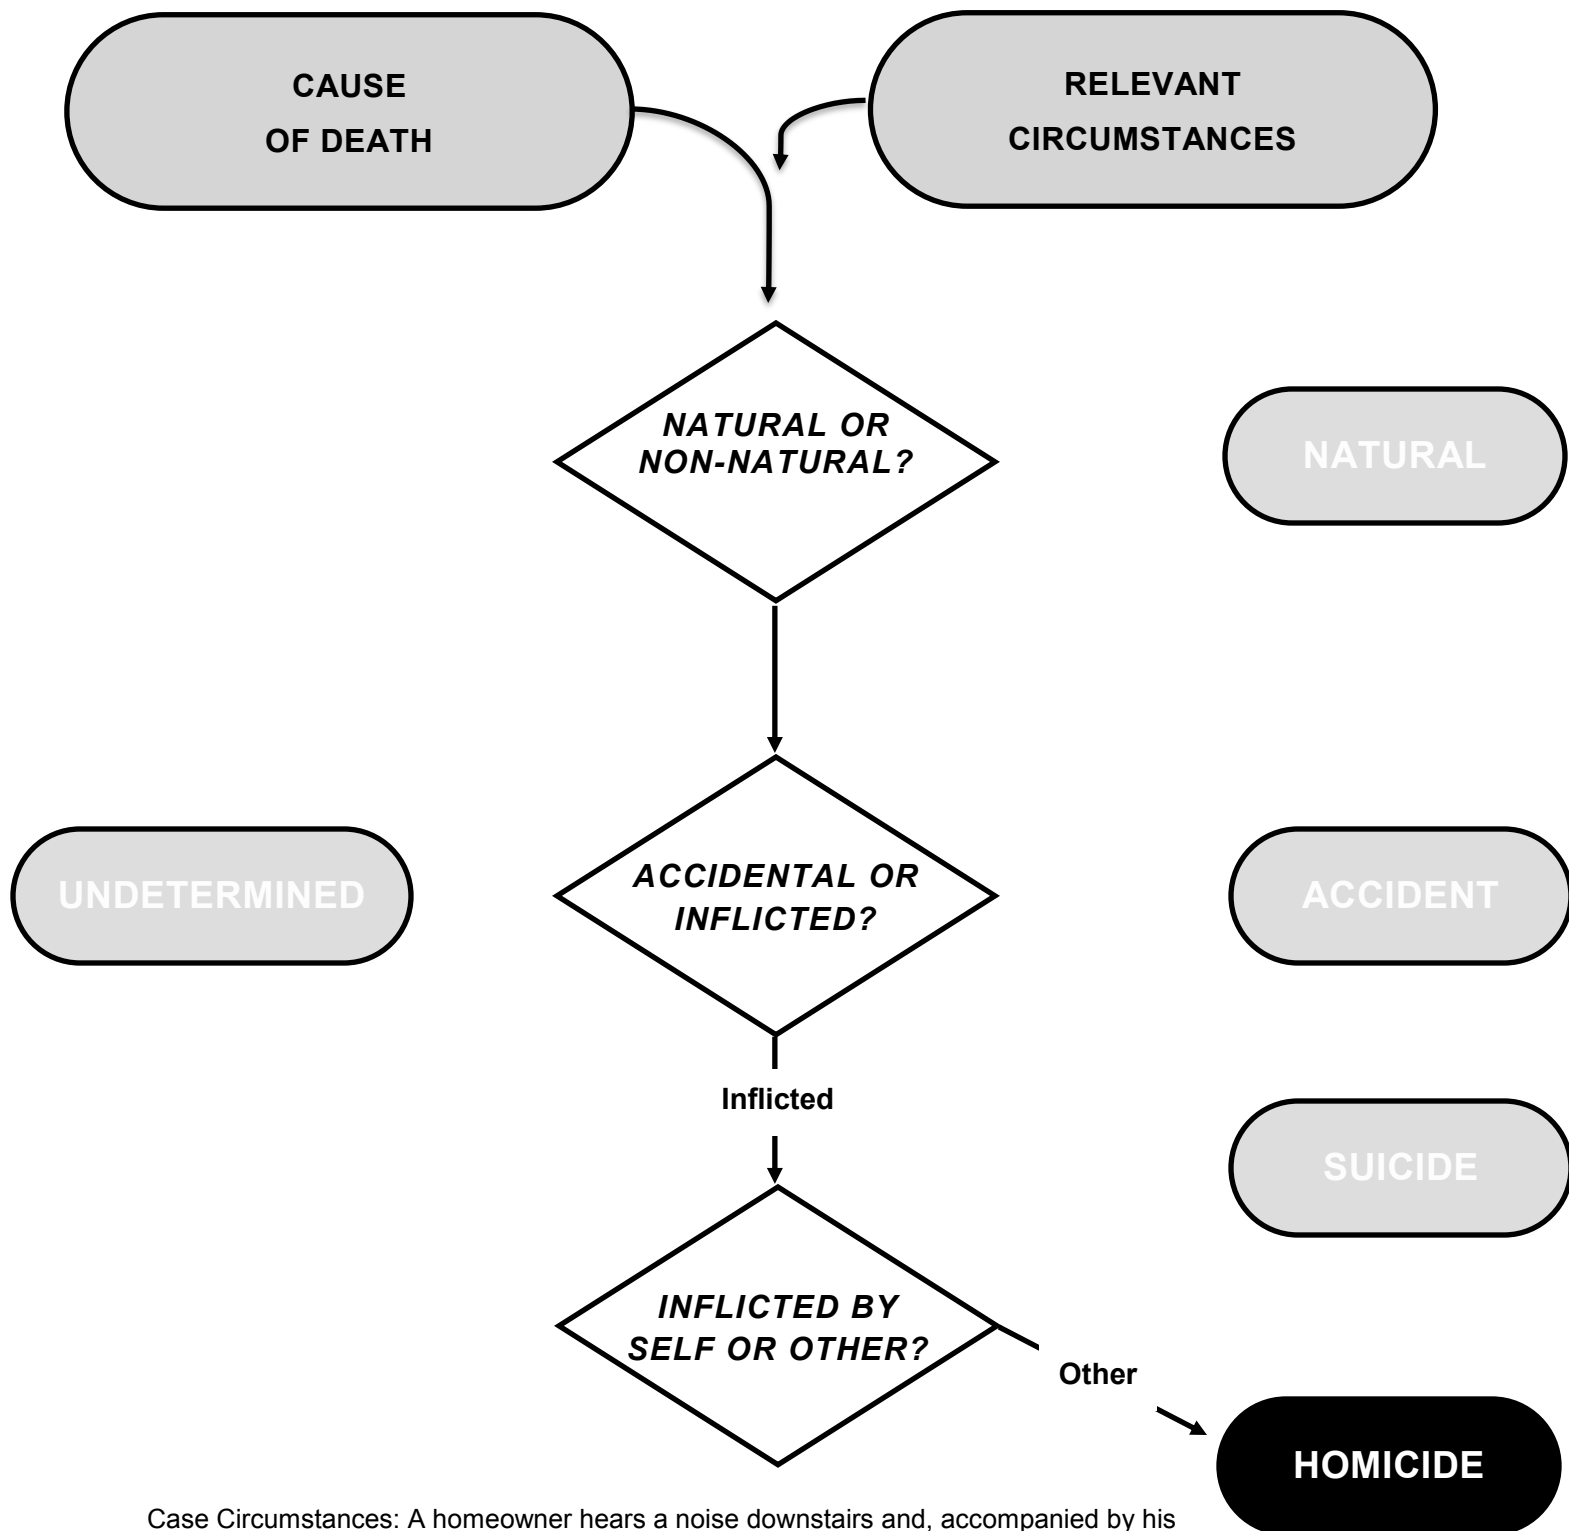 CAUSE
OF DEATH
RELEVANT
CIRCUMSTANCES
NATURAL OR
NON-NATURAL?
NATURAL
UNDETERMINED
ACCIDENTAL OR
INFLICTED?
ACCIDENT
Inflicted
SUICIDE
INFLICTED BY
SELF OR OTHER?
Other
HOMICIDE
Case Circumstances: A homeowner hears a noise downstairs and, accompanied by his